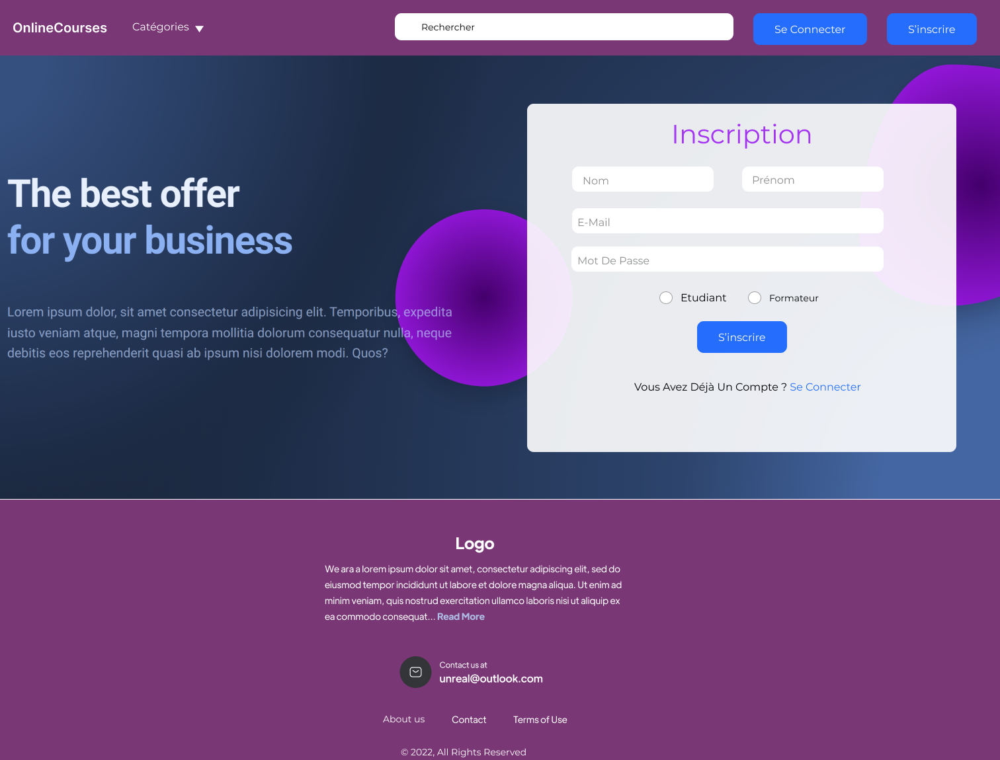 OnlineCourses
Catégories
Rechercher
Se Connecter
S'inscrire
The best offer
for your business
Lorem ipsum dolor, sit amet consectetur adipisicing elit. Temporibus, expedita
iusto veniam atque, magni tempora mollitia dolorum consequatur nulla, neque
debitis eos reprehenderit quasi ab ipsum nisi dolorem modi. Quos?
Inscription
Nom
Prénom
E-Mail
Mot De Passe
Etudiant
Formateur
S'inscrire
Vous Avez Déjà Un Compte ? Se Connecter
Logo
We ara a lorem ipsum dolor sit amet, consectetur adipiscing elit, sed do
eiusmod tempor incididunt ut labore et dolore magna aliqua. Ut enim ad
minim veniam, quis nostrud exercitation ullamco laboris nisi ut aliquip ex
ea commodo consequat... Read More
Contact us at
unreal@outlook.com
About us
Contact
Terms of Use
© 2022, All Rights Reserved